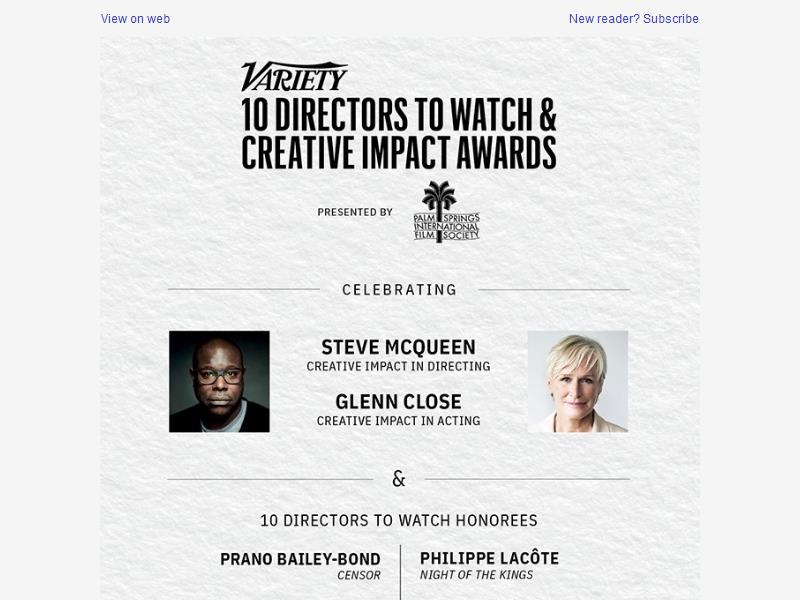 View on web
New reader? Subscribe
VARIETY
10 DIRECTORS TO WATCH &
CREATIVE IMPACT AWARDS
PRESENTED BY
PALM SPRINGS
INTERNATIONAL
FILM SOCIETY
CELEBRATING
STEVE MCQUEEN
CREATIVE IMPACT IN DIRECTING
GLENN CLOSE
CREATIVE IMPACT IN ACTING
&
10 DIRECTORS TO WATCH HONOREES
PRANO BAILEY-BOND
CENSOR
PHILIPPE LACÔTE
NIGHT OF THE KINGS